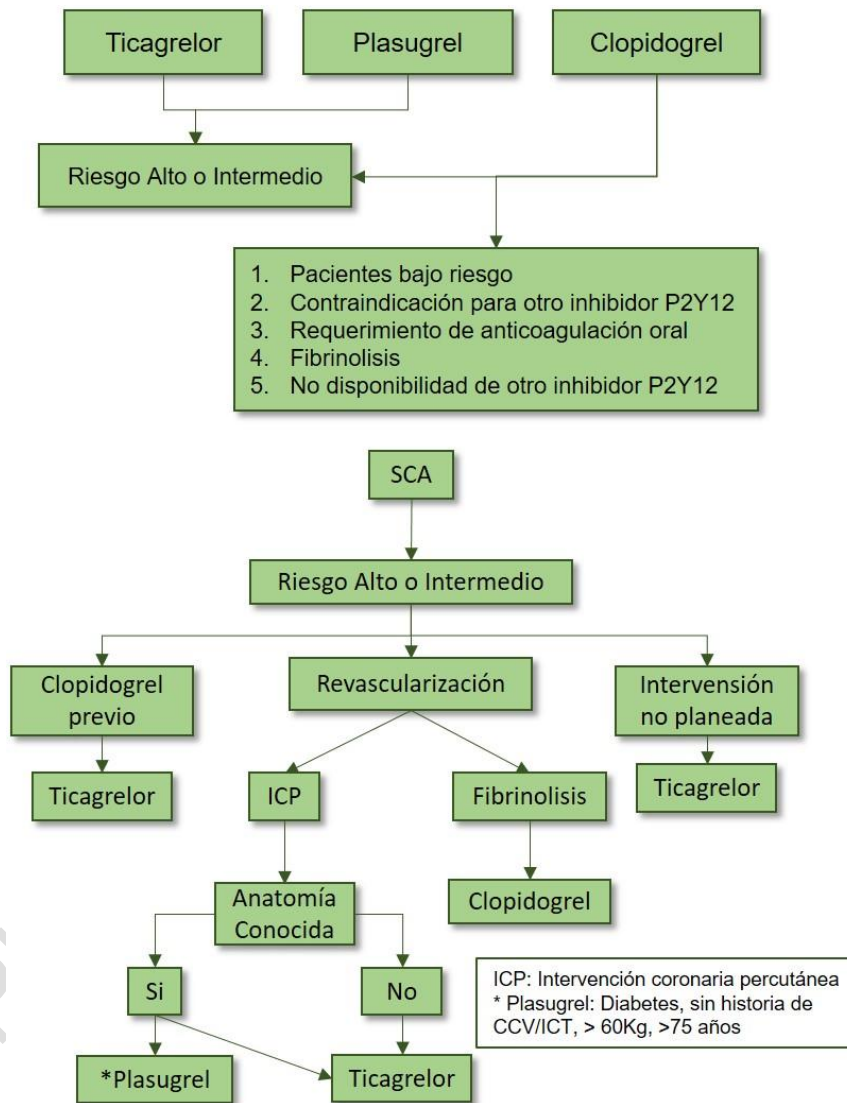 Ticagrelor
Plasugrel
Clopidogrel
Riesgo Alto o Intermedio
1. Pacientes bajo riesgo
2. Contraindicación para otro inhibidor P2Y12
3. Requerimiento de anticoagulación oral
4. Fibrinolisis
5. No disponibilidad de otro inhibidor P2Y12
SCA
Riesgo Alto o Intermedio
Clopidogrel
previo
Revascularización
Intervensión
no planeada
Ticagrelor
ICP
Fibrinolisis
Ticagrelor
Anatomía
Conocida
Clopidogrel
Si
No
ICP: Intervención coronaria percutánea
* Plasugrel: Diabetes, sin historia de
CCV/ICT, > 60Kg, >75 años
*Plasugrel
Ticagrelor